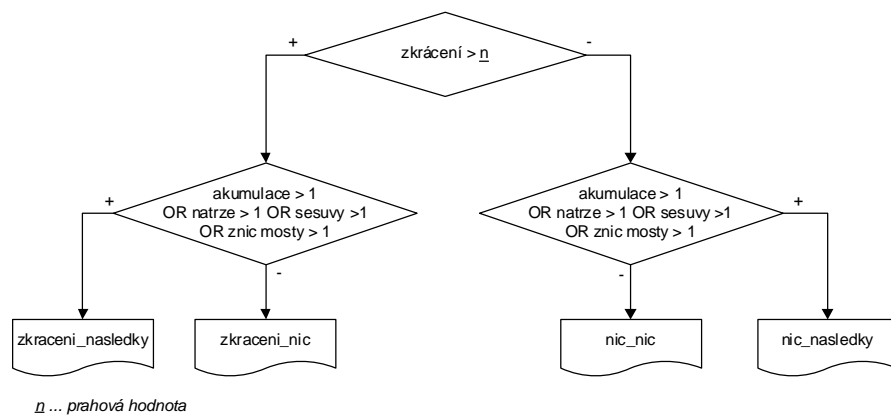 +
zkrácení > n
-
akumulace > 1
OR natrze > 1 OR sesuvy >1
OR znic mosty > 1
+
-
akumulace > 1
OR natrze > 1 OR sesuvy >1
OR znic mosty > 1
+
-
zkraceni_nasledky
zkraceni_nic
nic_nic
nic_nasledky
n ... prahová hodnota